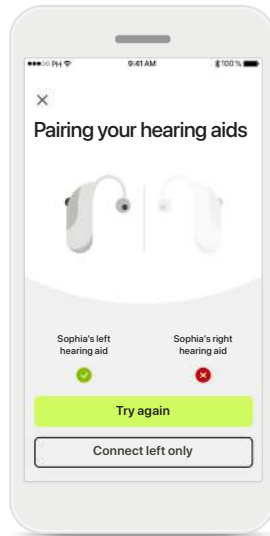 PH
9:41 AM
100 %
Pairing your hearing aids
Sophia's left
hearing aid
Sophia's right
hearing aid
Try again
Connect left only